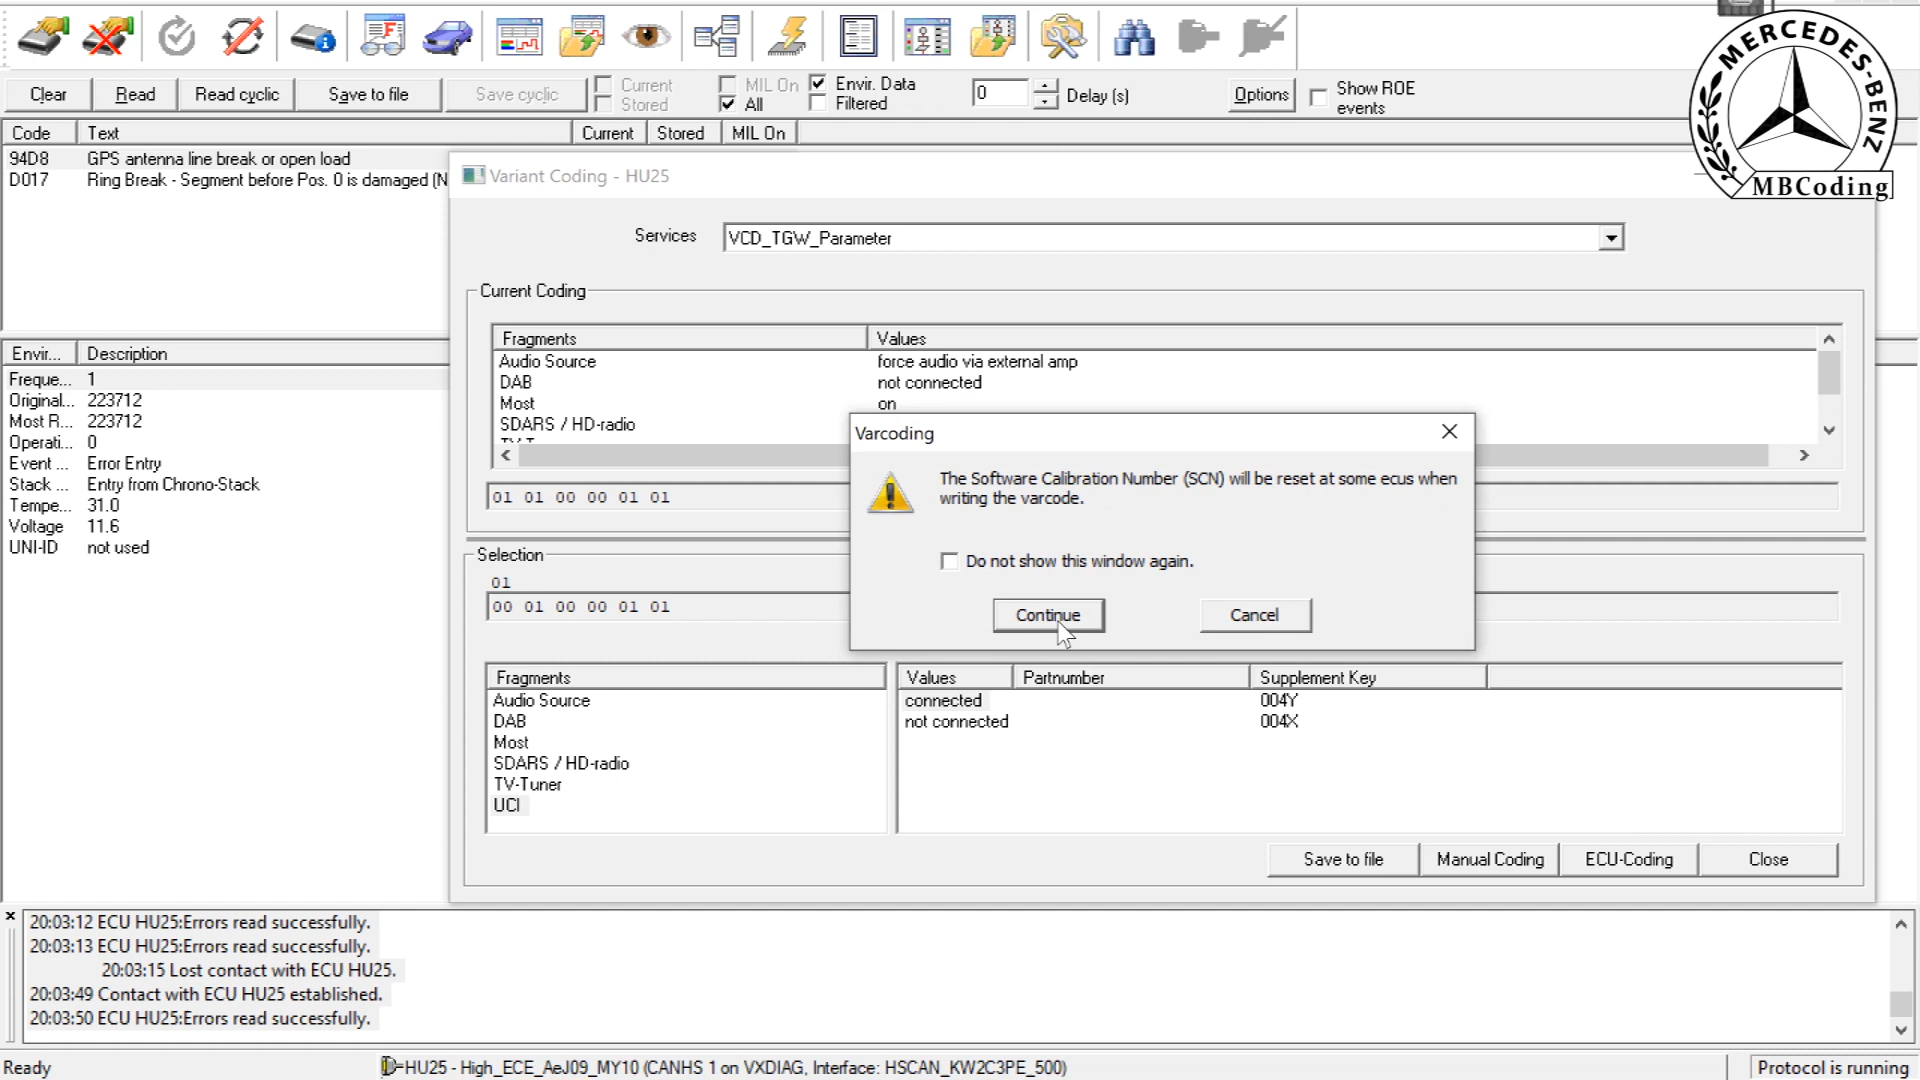 MERCEDES-BENZ
MBCoding
Clear
Read
Read cyclic
Save to file
Save cyclic
Current
Stored
MIL On
All
Envir. Data
Filtered
0
Delay (s)
Options
Show ROE
events
Code Text Current Stored MIL On
94D8 GPS antenna line break or open load
D017 Ring Break - Segment before Pos. 0 is damaged (N
Envir... Description
Freque... 1
Original... 223712
Most R... 223712
Operati... 0
Event ... Error Entry
Stack ... Entry from Chrono-Stack
Tempe... 31.0
Voltage 11.6
UNI-ID not used
Variant Coding - HU25
Services VCD_TGW_Parameter
Current Coding
Fragments Values
Audio Source force audio via external amp
DAB not connected
Most on
SDARS / HD-radio
01 01 00 00 01 01
Varcoding
The Software Calibration Number (SCN) will be reset at some ecus when
writing the varcode.
Do not show this window again.
Continue Cancel
Selection
01
00 01 00 00 01 01
Fragments
Audio Source
DAB
Most
SDARS / HD-radio
TV-Tuner
UCI
Values Partnumber Supplement Key
connected 004Y
not connected 004X
Save to file Manual Coding ECU-Coding Close
20:03:12 ECU HU25:Errors read successfully.
20:03:13 ECU HU25:Errors read successfully.
20:03:15 Lost contact with ECU HU25.
20:03:49 Contact with ECU HU25 established.
20:03:50 ECU HU25:Errors read successfully.
Ready
HU25 - High_ECE_AeJ09_MY10 (CANHS 1 on VXDIAG, Interface: HSCAN_KW2C3PE_500)
Protocol is running